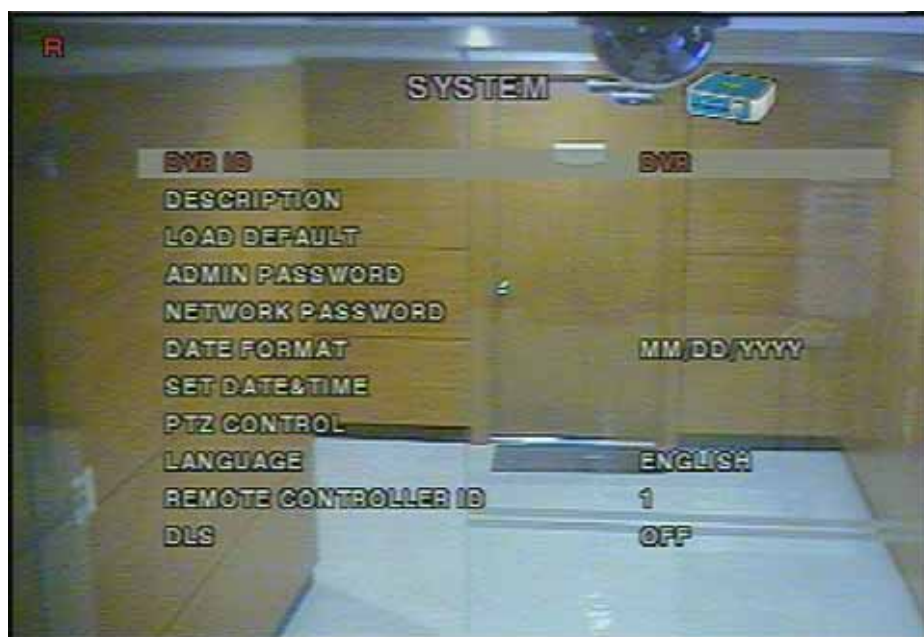 R
SYSTEM
DVR ID DVR
DESCRIPTION
LOAD DEFAULT
ADMIN PASSWORD
NETWORK PASSWORD
DATE FORMAT MM/DD/YYYY
SET DATE&TIME
PTZ CONTROL
LANGUAGE ENGLISH
REMOTE CONTROLLER ID 1
DLS OFF